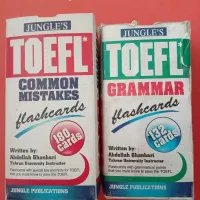 JUNGLE'S
TOEFL*
COMMON
MISTAKES
flashcards
180
cards
Written by:
Abdollah Ghanbari
Tehran University Instructor
JUNGLE PUBLICATIONS
JUNGLE'S
TOEFL*
GRAMMAR
flashcards
132
cards
Written by:
Abdollah Ghanbari
Tehran University Instructor
JUNGLE PUBLICATIONS